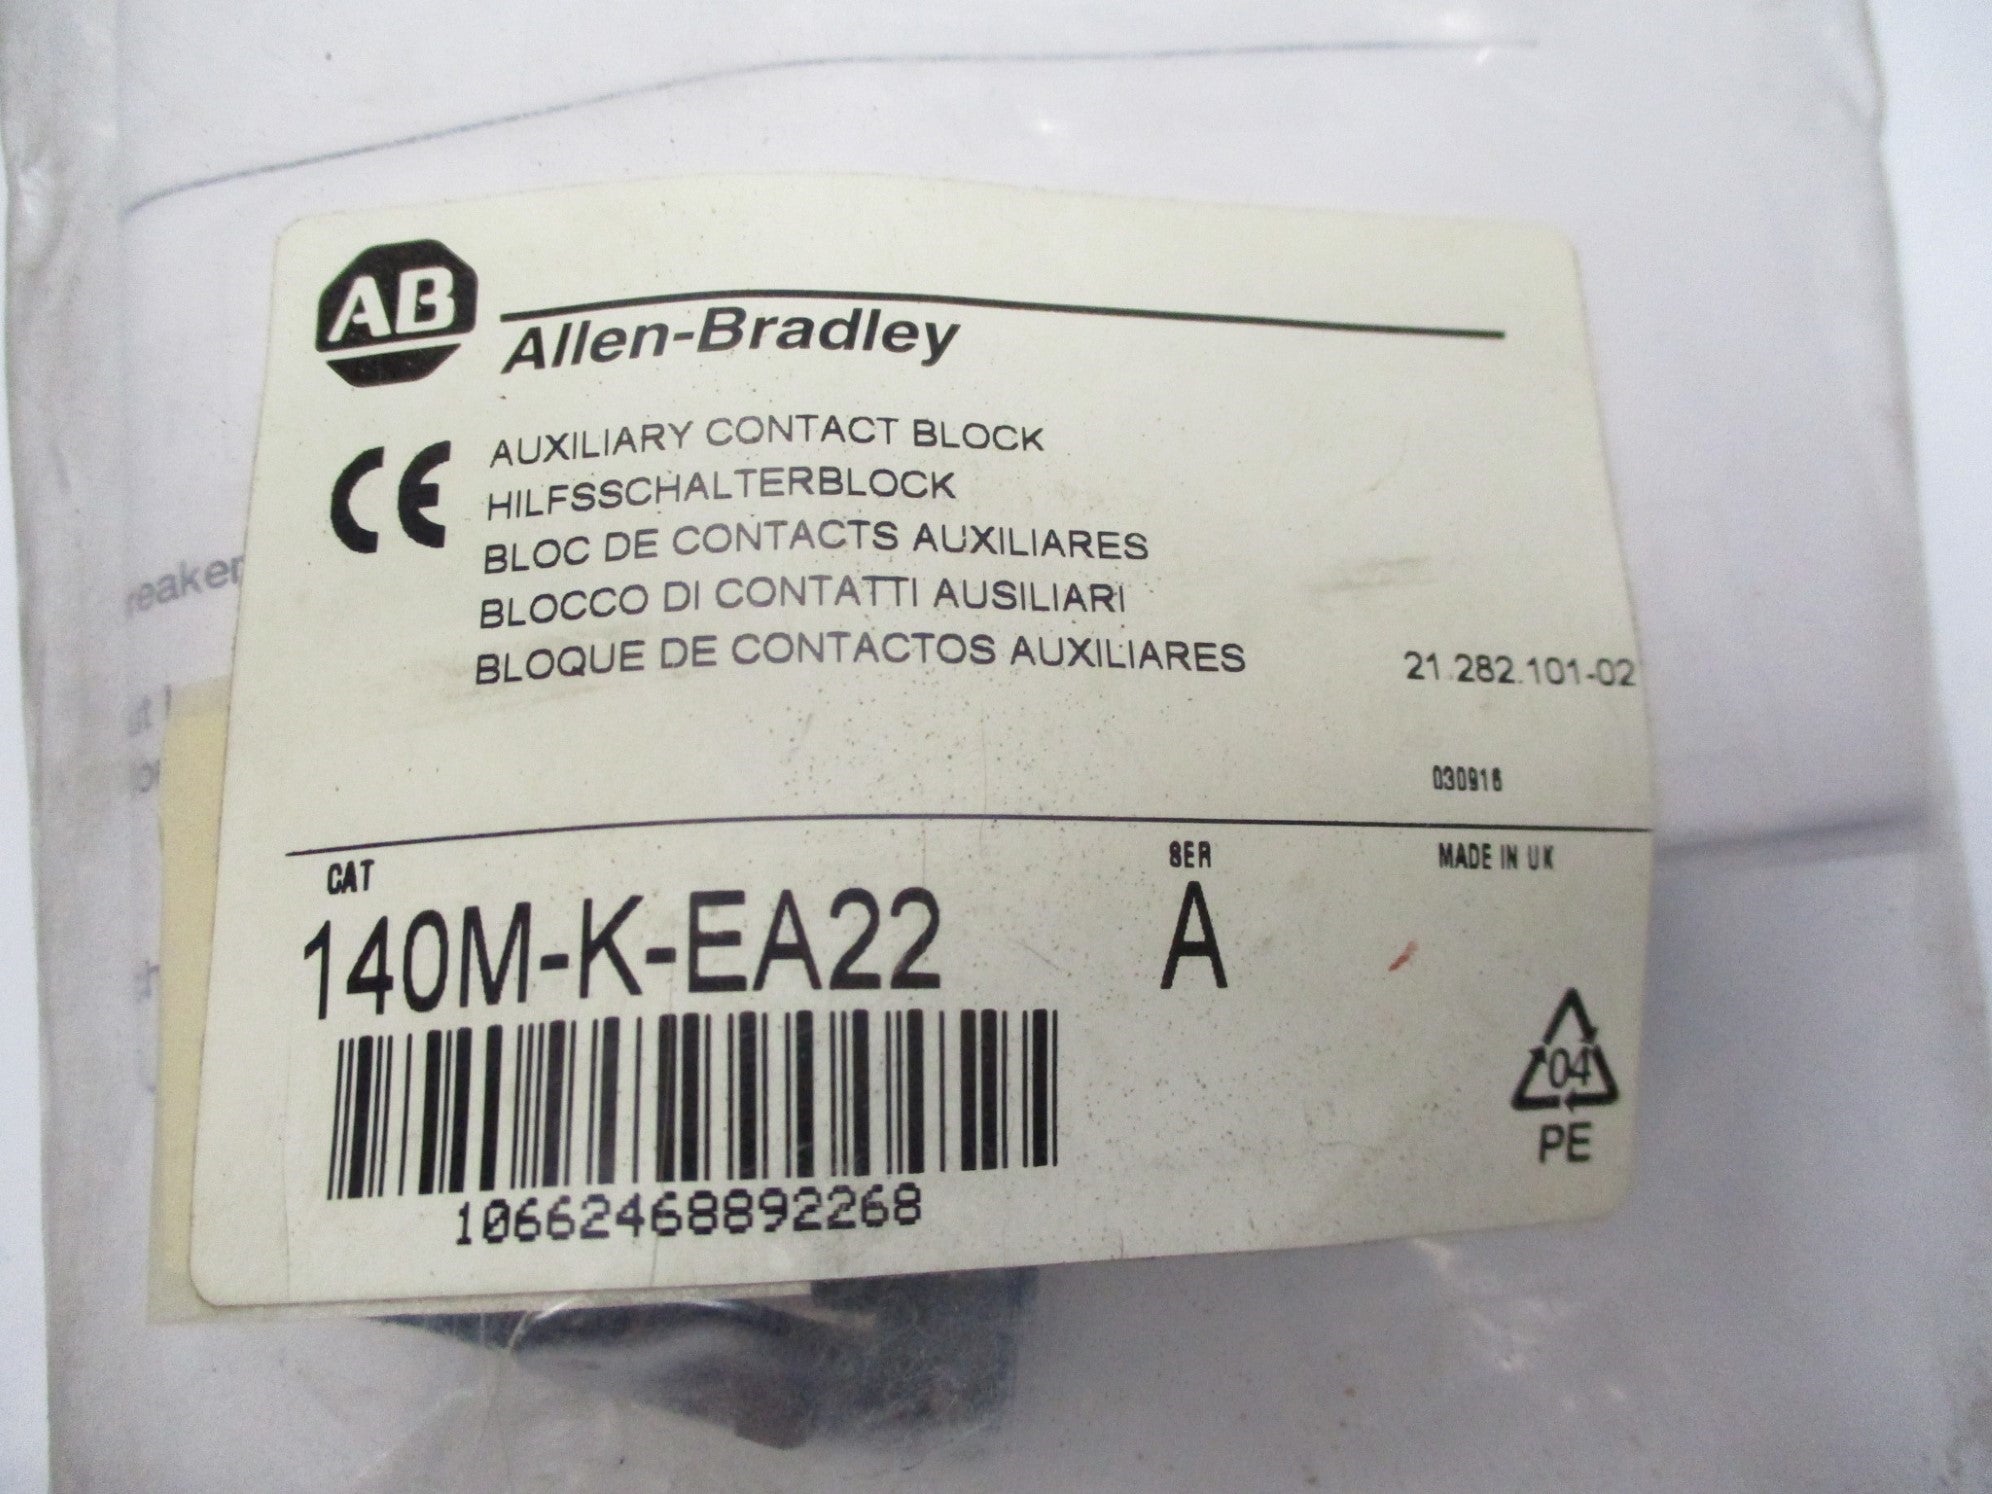 AB
Allen-Bradley
CE
AUXILIARY CONTACT BLOCK
HILFSSCHALTERBLOCK
BLOC DE CONTACTS AUXILIARES
BLOCCO DI CONTATTI AUSILIARI
BLOQUE DE CONTACTOS AUXILIARES
21.282.101-02
030916
CAT
SER
MADE IN UK
140M-K-EA22
A
10662468892268
04
PE